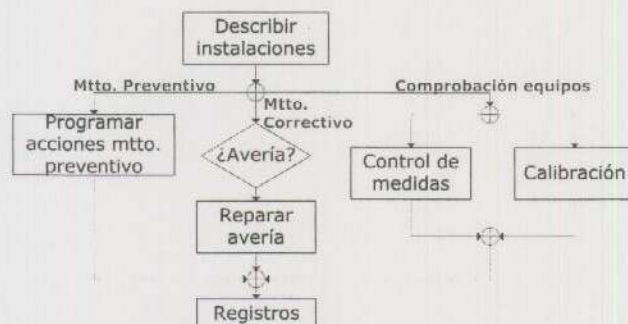 Describir
instalaciones
Mtto. Preventivo
Comprobación equipos
Mtto.
Correctivo
Programar
acciones mtto.
preventivo
¿Avería?
Control de
medidas
Calibración
Reparar
avería
Registros